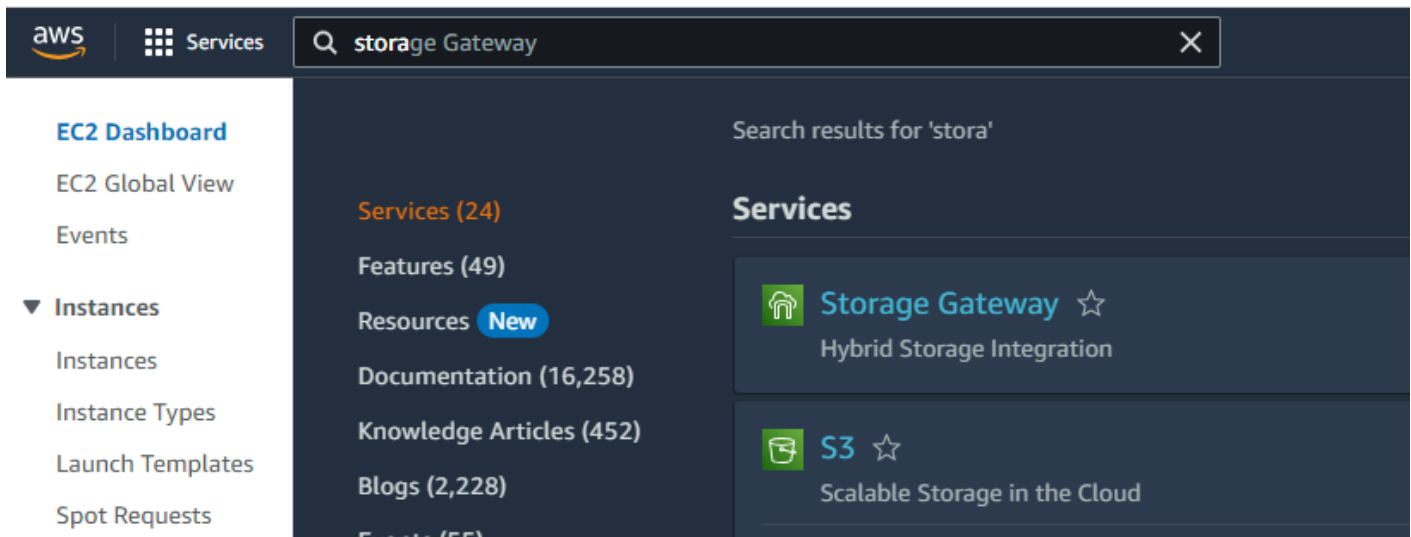 aws
Services
storage Gateway
EC2 Dashboard
EC2 Global View
Events
Instances
Instances
Instance Types
Launch Templates
Spot Requests
Services (24)
Features (49)
Resources New
Documentation (16,258)
Knowledge Articles (452)
Blogs (2,228)
Events (55)
Search results for 'stora'
Services
Storage Gateway
Hybrid Storage Integration
S3
Scalable Storage in the Cloud